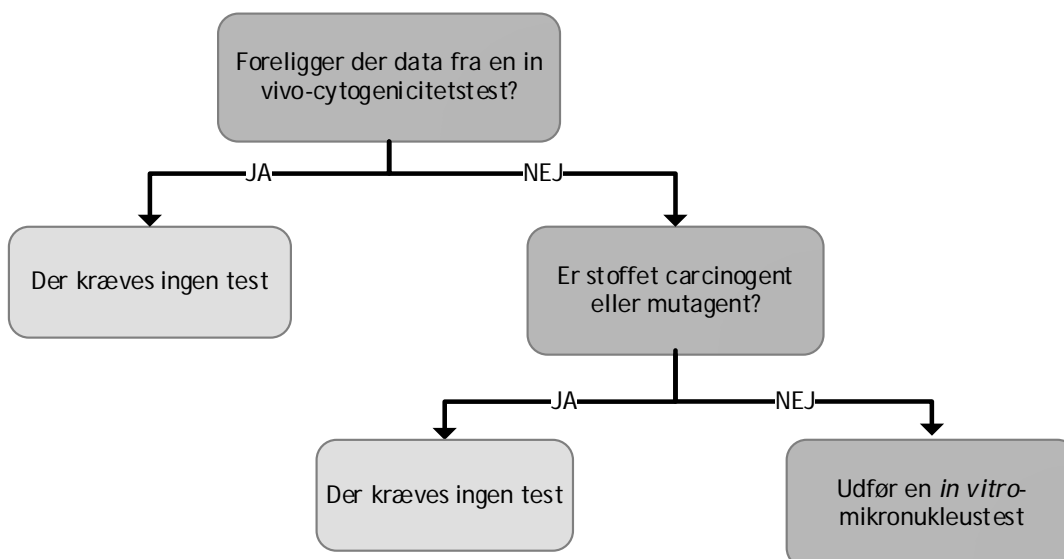 Foreligger der data fra en in
vivo-cytogenicitetstest?
JA
NEJ
Der kræves ingen test
Er stoffet carcinogent
eller mutagent?
JA
NEJ
Der kræves ingen test
Udfør en in vitro-
mikronukleustest